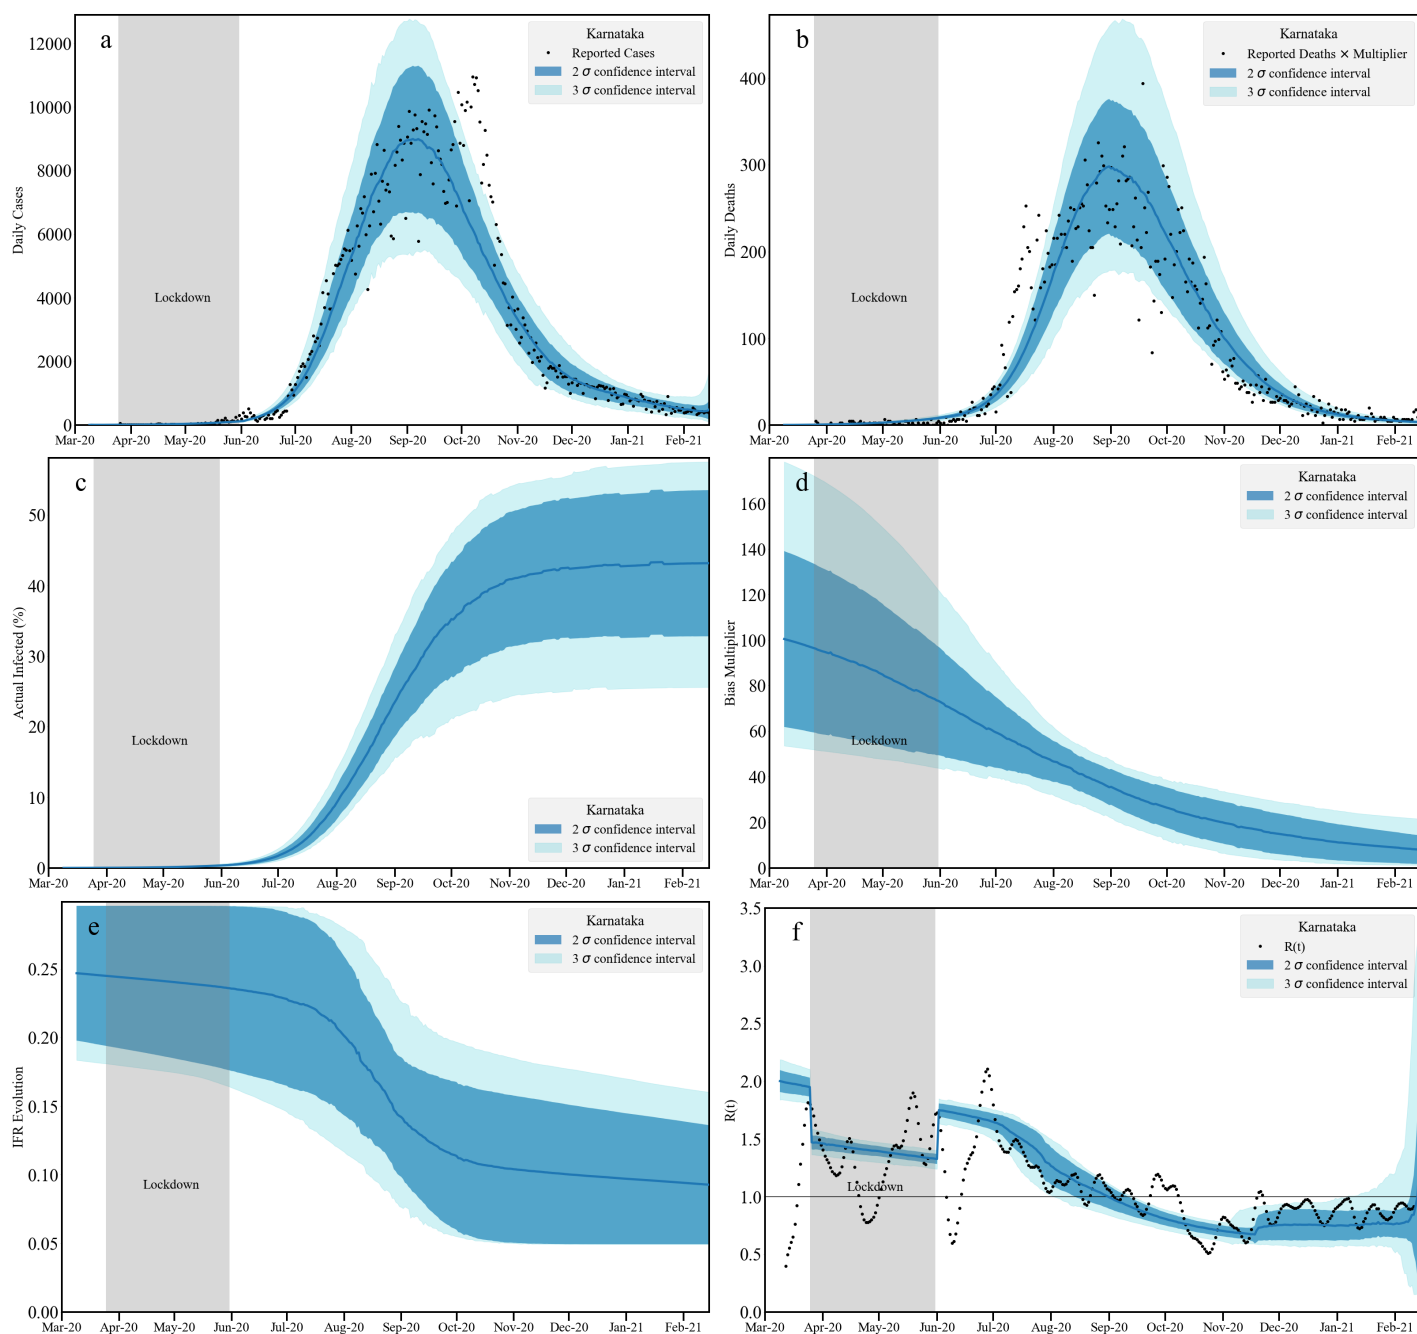 a
Karnataka
Reported Cases
2 σ confidence interval
3 σ confidence interval
Lockdown
Daily Cases
12000
10000
8000
6000
4000
2000
0
Mar-20 Apr-20 May-20 Jun-20 Jul-20 Aug-20 Sep-20 Oct-20 Nov-20 Dec-20 Jan-21 Feb-21
b
Karnataka
Reported Deaths × Multiplier
2 σ confidence interval
3 σ confidence interval
Lockdown
Daily Deaths
400
300
200
100
0
Mar-20 Apr-20 May-20 Jun-20 Jul-20 Aug-20 Sep-20 Oct-20 Nov-20 Dec-20 Jan-21 Feb-21
c
Actual Infected (%)
50
40
30
20
10
0
Lockdown
Karnataka
2 σ confidence interval
3 σ confidence interval
Mar-20 Apr-20 May-20 Jun-20 Jul-20 Aug-20 Sep-20 Oct-20 Nov-20 Dec-20 Jan-21 Feb-21
d
Karnataka
2 σ confidence interval
3 σ confidence interval
Lockdown
Bias Multiplier
160
140
120
100
80
60
40
20
0
Mar-20 Apr-20 May-20 Jun-20 Jul-20 Aug-20 Sep-20 Oct-20 Nov-20 Dec-20 Jan-21 Feb-21
e
Karnataka
2 σ confidence interval
3 σ confidence interval
Lockdown
IFR Evolution
0.25
0.20
0.15
0.10
0.05
0.00
Mar-20 Apr-20 May-20 Jun-20 Jul-20 Aug-20 Sep-20 Oct-20 Nov-20 Dec-20 Jan-21 Feb-21
f
Karnataka
R(t)
2 σ confidence interval
3 σ confidence interval
Lockdown
R(t)
3.5
3.0
2.5
2.0
1.5
1.0
0.5
0.0
Mar-20 Apr-20 May-20 Jun-20 Jul-20 Aug-20 Sep-20 Oct-20 Nov-20 Dec-20 Jan-21 Feb-21